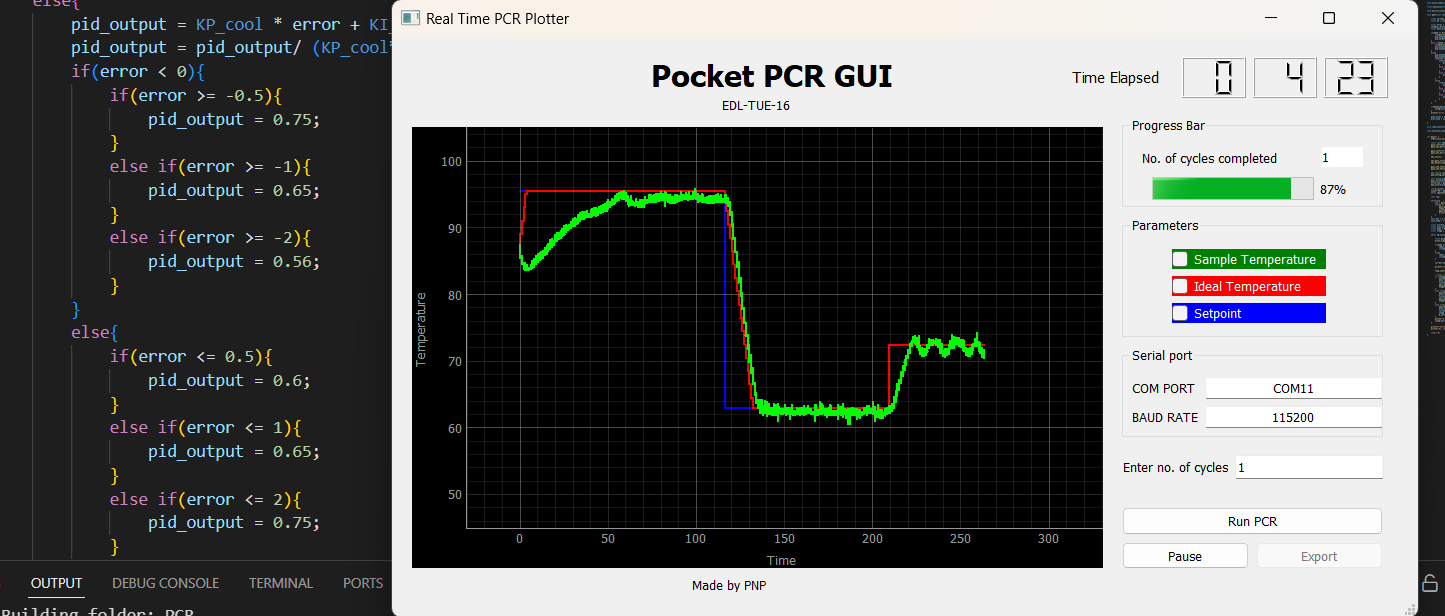 else{
pid_output = KP_cool * error + KI_
pid_output = pid_output/ (KP_cool*
if(error < 0){
if(error >= -0.5){
pid_output = 0.75;
}
else if(error >= -1){
pid_output = 0.65;
}
else if(error >= -2){
pid_output = 0.56;
}
}
else{
if(error <= 0.5){
pid_output = 0.6;
}
else if(error <= 1){
pid_output = 0.65;
}
else if(error <= 2){
pid_output = 0.75;
}
OUTPUT DEBUG CONSOLE TERMINAL PORTS
Building folder: PCR
Real Time PCR Plotter
Pocket PCR GUI
EDL-TUE-16
Time Elapsed 0 4 23
100
90
80
70
60
50
Temperature
0 50 100 150 200 250 300
Time
Made by PNP
Progress Bar
No. of cycles completed 1
87%
Parameters
Sample Temperature
Ideal Temperature
Setpoint
Serial port
COM PORT COM11
BAUD RATE 115200
Enter no. of cycles 1
Run PCR
Pause Export